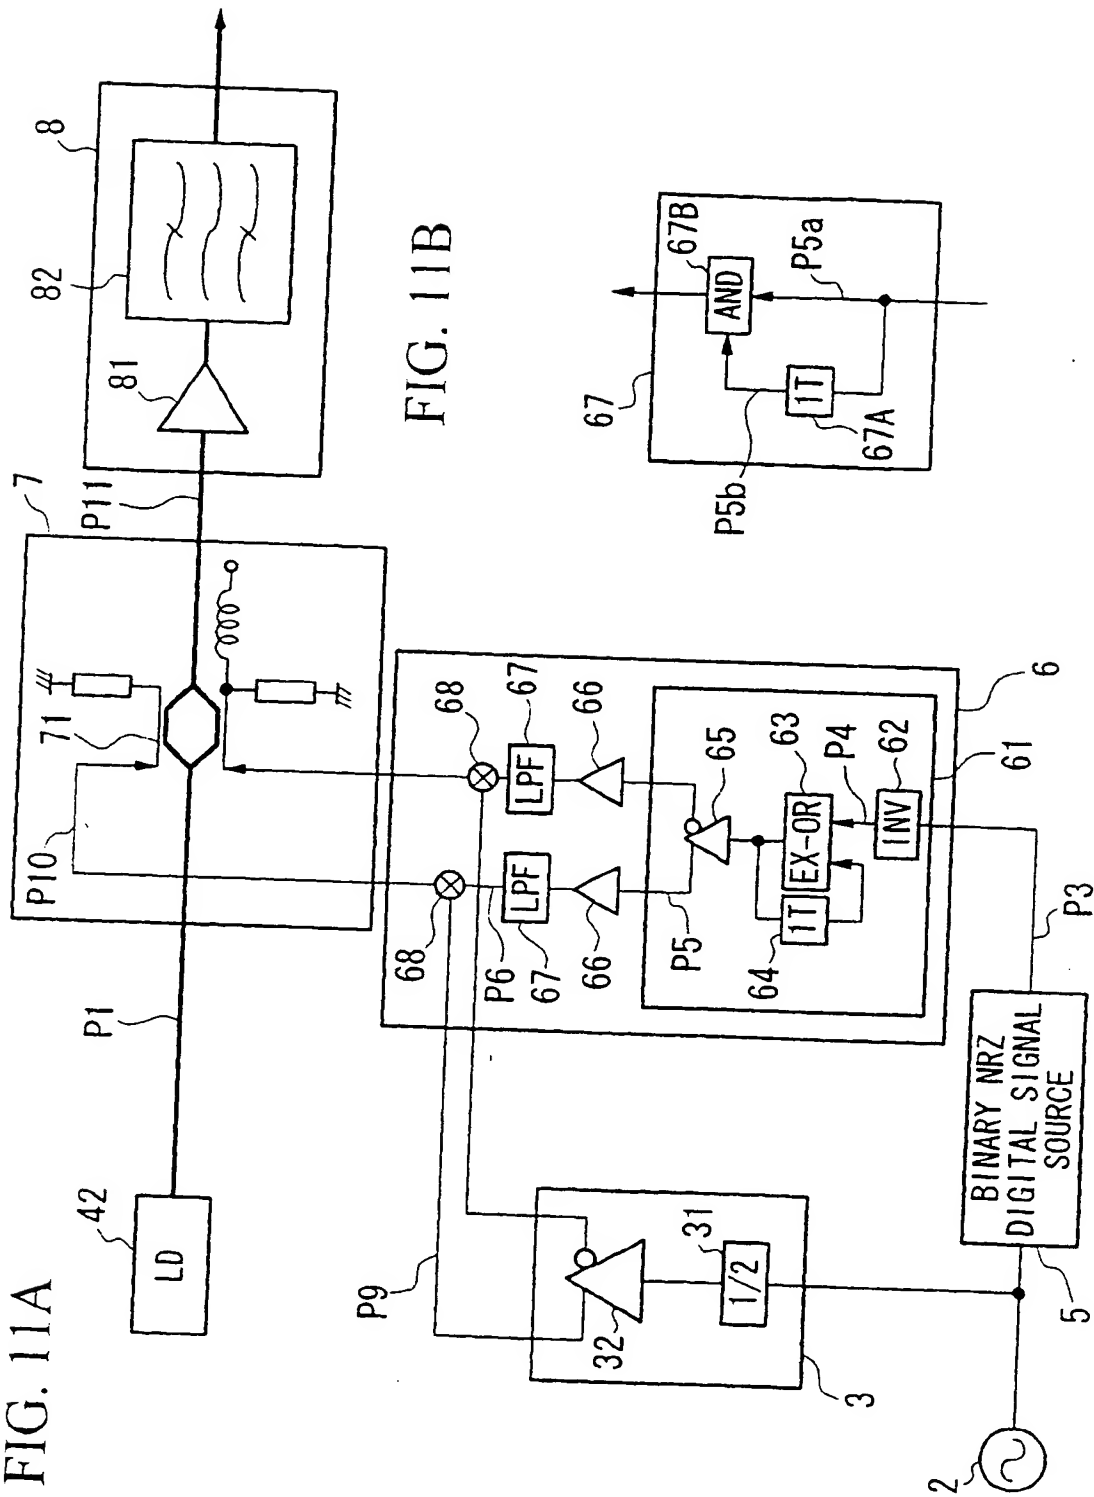 FIG. 11A
42
LD
P1
P10
71
7
P11
81
82
8
P9
32
31
1/2
3
2
5
BINARY NRZ
DIGITAL SIGNAL
SOURCE
P3
68
68
P6
67
LPF
67
LPF
66
66
P5
65
64
1T
EX-OR
63
P4
INV
62
61
6
FIG. 11B
67
P5b
1T
67A
AND
67B
P5a